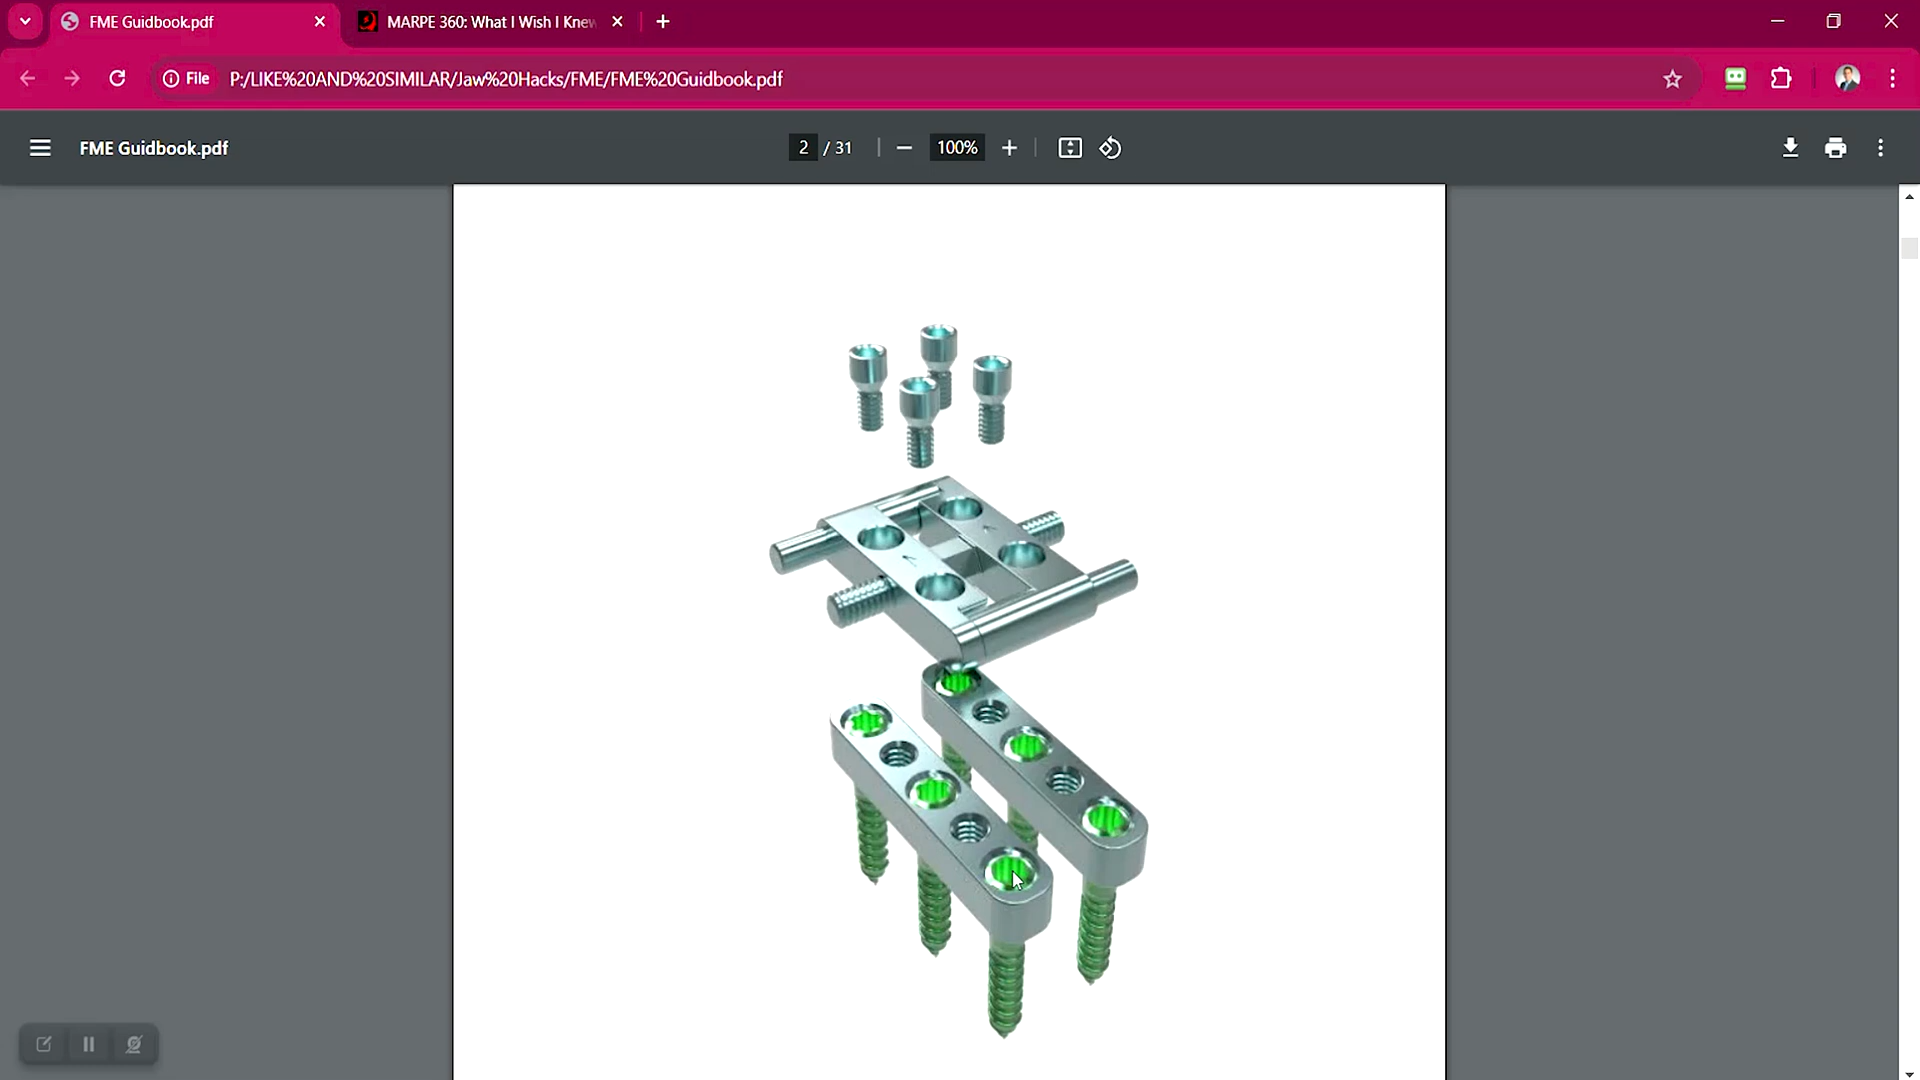 FME Guidbook.pdf
MARPE 360: What I Wish I Knew
File
P:/LIKE%20AND%20SIMILAR/Jaw%20Hacks/FME/FME%20Guidbook.pdf
FME Guidbook.pdf
2 / 31
100%